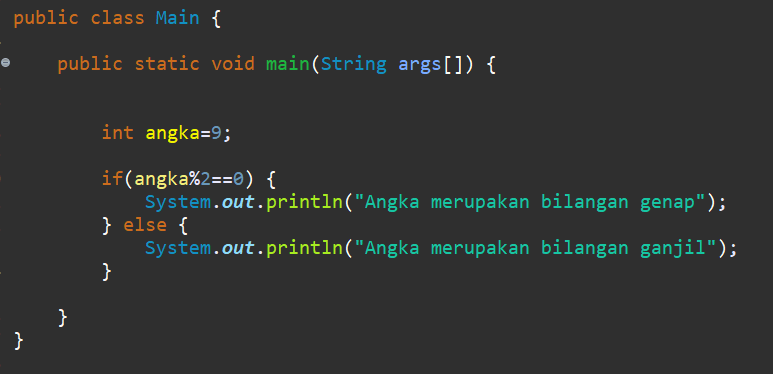 public class Main {
public static void main(String args[]) {
int angka=9;
if(angka%2==0) {
System.out.println("Angka merupakan bilangan genap");
} else {
System.out.println("Angka merupakan bilangan ganjil");
}
}
}